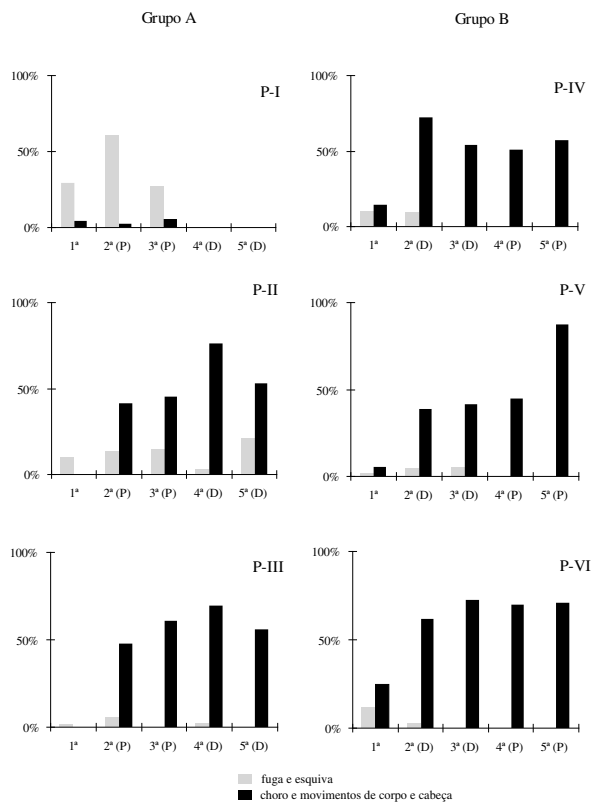 Grupo A
Grupo B
P-I
100%
50%
0%
1ª 2ª (P) 3ª (P) 4ª (D) 5ª (D)
P-IV
100%
50%
0%
1ª 2ª (D) 3ª (D) 4ª (P) 5ª (P)
P-II
100%
50%
0%
1ª 2ª (P) 3ª (P) 4ª (D) 5ª (D)
P-V
100%
50%
0%
1ª 2ª (D) 3ª (D) 4ª (P) 5ª (P)
P-III
100%
50%
0%
1ª 2ª (P) 3ª (P) 4ª (D) 5ª (D)
P-VI
100%
50%
0%
1ª 2ª (D) 3ª (D) 4ª (P) 5ª (P)
fuga e esquiva
choro e movimentos de corpo e cabeça